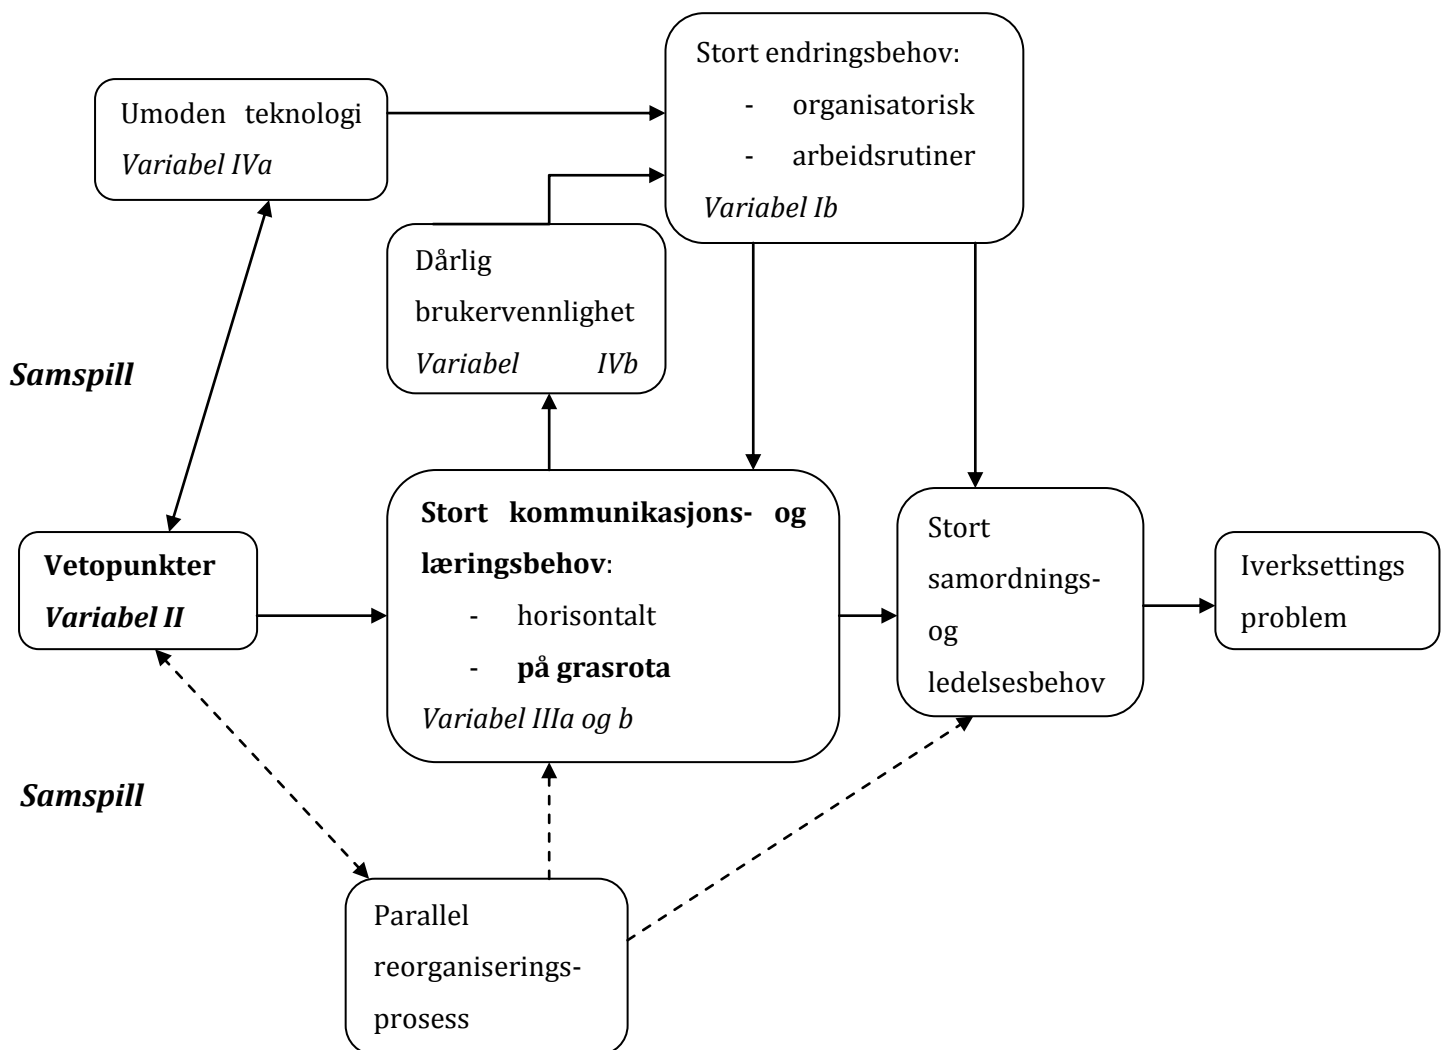 Stort endringsbehov:
- organisatorisk
- arbeidsrutiner
Variabel Ib
Umoden teknologi
Variabel IVa
Dårlig
brukervennlighet
Variabel IVb
Samspill
Vetopunkter
Variabel II
Stort kommunikasjons- og
læringsbehov:
- horisontalt
- på grasrota
Variabel IIIa og b
Stort
samordnings-
og
ledelsesbehov
Iverksettings
problem
Samspill
Parallel
reorganiserings-
prosess